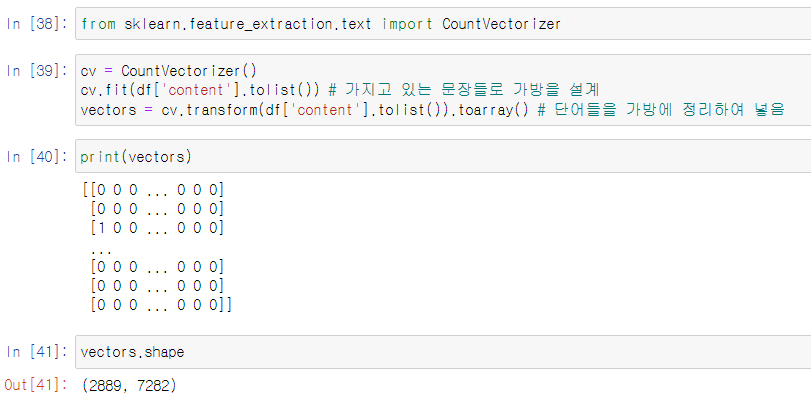 In [38]: from sklearn.feature_extraction.text import CountVectorizer
In [39]: cv = CountVectorizer()
cv.fit(df['content'].tolist()) # 가지고 있는 문장들로 가방을 설계
vectors = cv.transform(df['content'].tolist()).toarray() # 단어들을 가방에 정리하여 넣음
In [40]: print(vectors)
[[0 0 0 ... 0 0 0]
[0 0 0 ... 0 0 0]
[1 0 0 ... 0 0 0]
...
[0 0 0 ... 0 0 0]
[0 0 0 ... 0 0 0]
[0 0 0 ... 0 0 0]]
In [41]: vectors.shape
Out[41]: (2889, 7282)